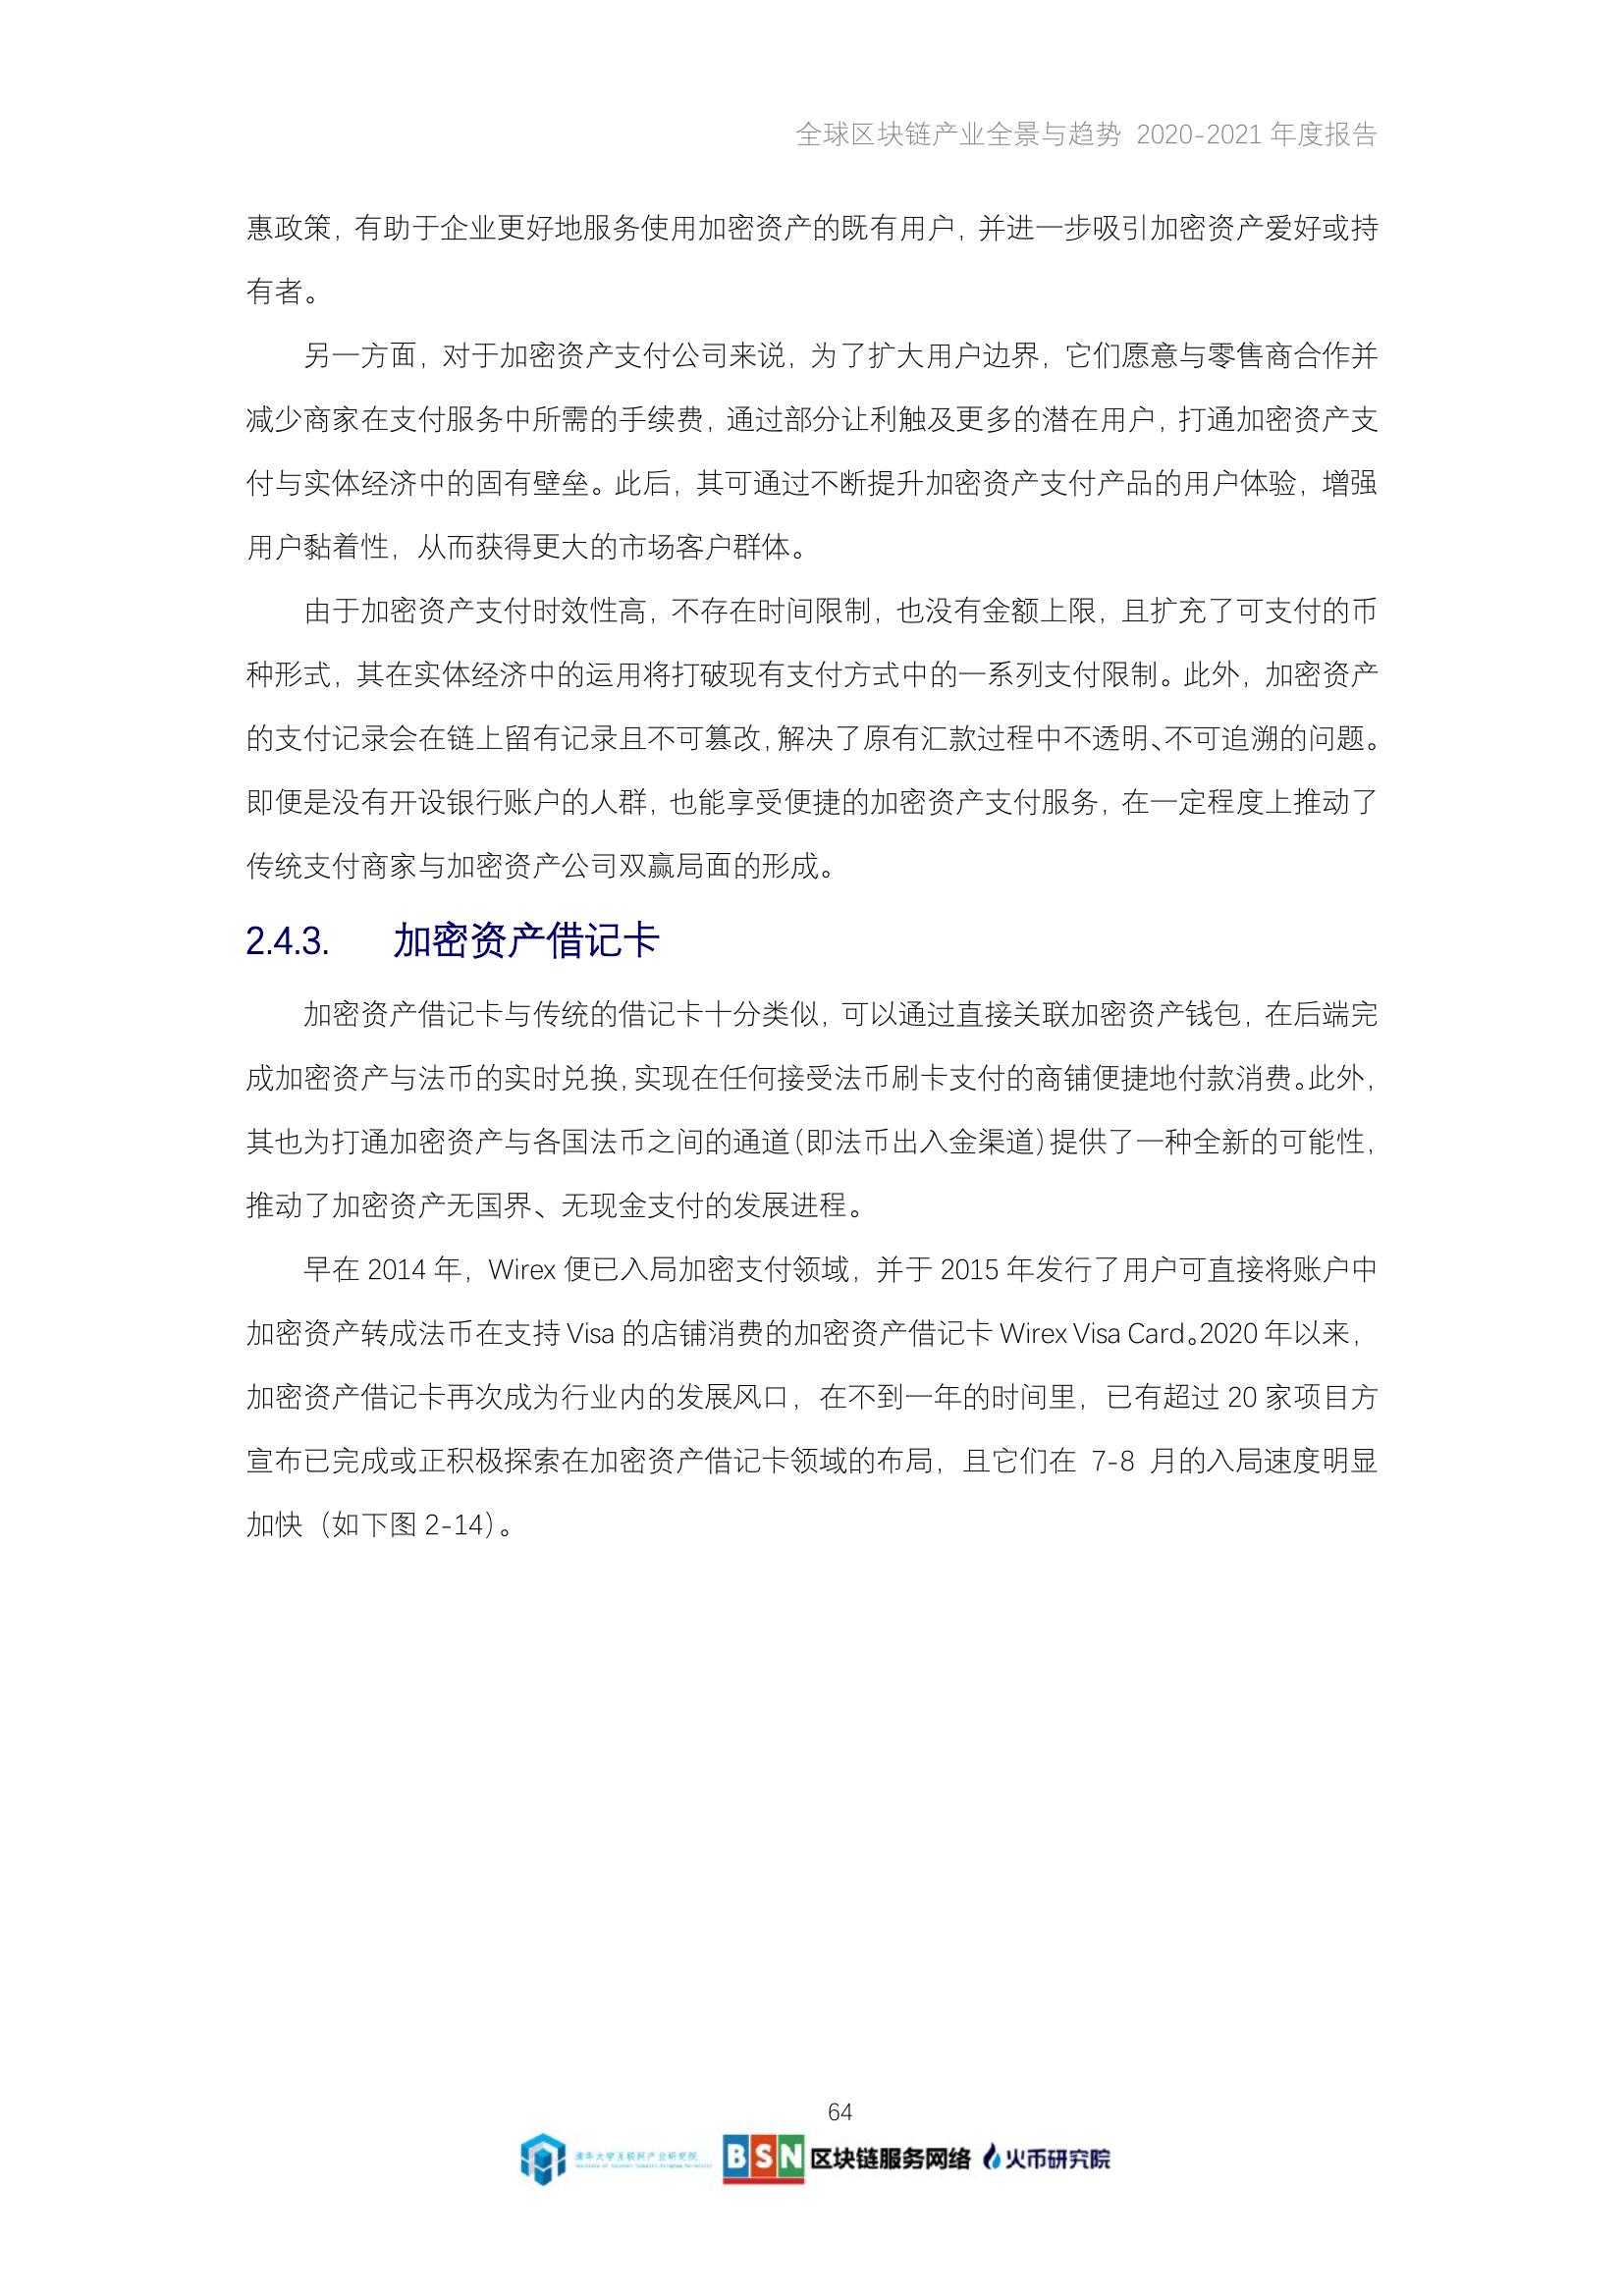 全球区块链产业全景与趋势 2020-2021 年度报告
惠政策，有助于企业更好地服务使用加密资产的既有用户，并进一步吸引加密资产爱好或持
有者。
另一方面，对于加密资产支付公司来说，为了扩大用户边界，它们愿意与零售商合作并
减少商家在支付服务中所需的手续费，通过部分让利触及更多的潜在用户，打通加密资产支
付与实体经济中的固有壁垒。此后，其可通过不断提升加密资产支付产品的用户体验，增强
用户黏着性，从而获得更大的市场客户群体。
由于加密资产支付时效性高，不存在时间限制，也没有金额上限，且扩充了可支付的币
种形式，其在实体经济中的运用将打破现有支付方式中的一系列支付限制。此外，加密资产
的支付记录会在链上留有记录且不可篡改，解决了原有汇款过程中不透明、不可追溯的问题。
即便是没有开设银行账户的人群，也能享受便捷的加密资产支付服务，在一定程度上推动了
传统支付商家与加密资产公司双赢局面的形成。
2.4.3. 加密资产借记卡
加密资产借记卡与传统的借记卡十分类似，可以通过直接关联加密资产钱包，在后端完
成加密资产与法币的实时兑换，实现在任何接受法币刷卡支付的商铺便捷地付款消费。此外，
其也为打通加密资产与各国法币之间的通道（即法币出入金渠道）提供了一种全新的可能性，
推动了加密资产无国界、无现金支付的发展进程。
早在 2014 年，Wirex 便已入局加密支付领域，并于 2015 年发行了用户可直接将账户中
加密资产转成法币在支持 Visa 的店铺消费的加密资产借记卡 Wirex Visa Card。2020 年以来，
加密资产借记卡再次成为行业内的发展风口，在不到一年的时间里，已有超过 20 家项目方
宣布已完成或正积极探索在加密资产借记卡领域的布局，且它们在 7-8 月的入局速度明显
加快（如下图 2-14）。
64
清华大学互联网产业研究院
BSN 区块链服务网络 火币研究院